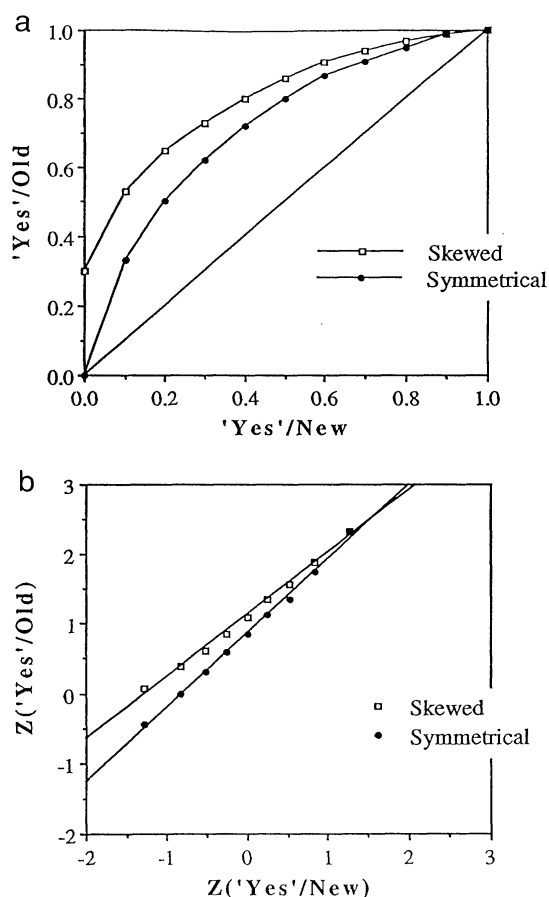 a
1.0
0.8
0.6
0.4
0.2
0.0
'Yes'/Old
Skewed
Symmetrical
0.0 0.2 0.4 0.6 0.8 1.0
'Yes'/New
b
3
2
1
0
-1
-2
Z('Yes'/Old)
Skewed
Symmetrical
-2 -1 0 1 2 3
Z('Yes'/New)